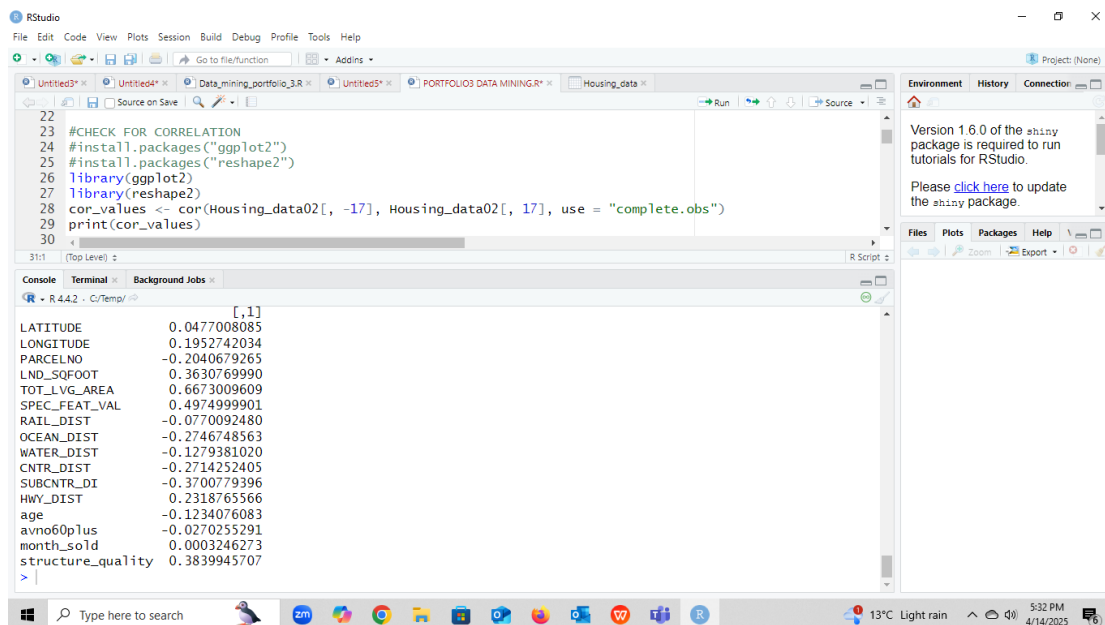 RStudio
File Edit Code View Plots Session Build Debug Profile Tools Help
Go to file/function Addins Project: (None)
Untitled3* Untitled4* Data_mining_portfolio_3.R Untitled5* PORTFOLIO3 DATA MINING.R* Housing_data
Source on Save Run Source
22
23 #CHECK FOR CORRELATION
24 #install.packages("ggplot2")
25 #install.packages("reshape2")
26 library(ggplot2)
27 library(reshape2)
28 cor_values <- cor(Housing_data02[, -17], Housing_data02[, 17], use = "complete.obs")
29 print(cor_values)
30
31:1 (Top Level) R Script
Console Terminal Background Jobs
R 4.4.2 · C:/Temp/
[,1]
LATITUDE 0.0477008085
LONGITUDE 0.1952742034
PARCELNO -0.2040679265
LND_SQFOOT 0.3630769990
TOT_LVG_AREA 0.6673009609
SPEC_FEAT_VAL 0.4974999901
RAIL_DIST -0.0770092480
OCEAN_DIST -0.2746748563
WATER_DIST -0.1279381020
CNTR_DIST -0.2714252405
SUBCNTR_DI -0.3700779396
HWY_DIST 0.2318765566
age -0.1234076083
avno60plus -0.0270255291
month_sold 0.0003246273
structure_quality 0.3839945707
>
Environment History Connection
Version 1.6.0 of the shiny
package is required to run
tutorials for RStudio.
Please click here to update
the shiny package.
Files Plots Packages Help
Zoom Export
Type here to search
zm
13°C Light rain
5:32 PM
4/14/2025
6